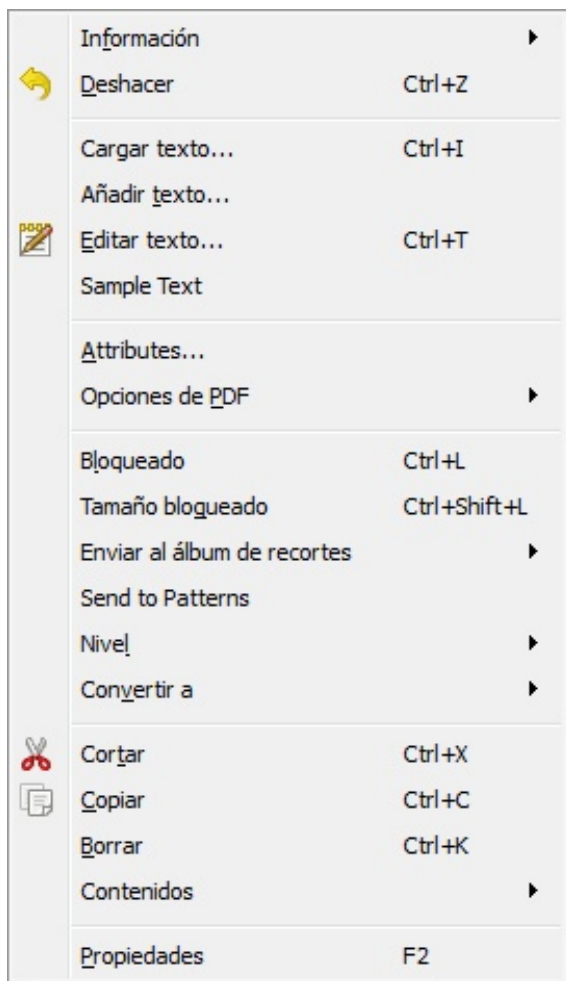 Información
Deshacer Ctrl+Z
Cargar texto... Ctrl+I
Añadir texto...
Editar texto... Ctrl+T
Sample Text
Attributes...
Opciones de PDF
Bloqueado Ctrl+L
Tamaño bloqueado Ctrl+Shift+L
Enviar al álbum de recortes
Send to Patterns
Nivel
Convertir a
Cortar Ctrl+X
Copiar Ctrl+C
Borrar Ctrl+K
Contenidos
Propiedades F2